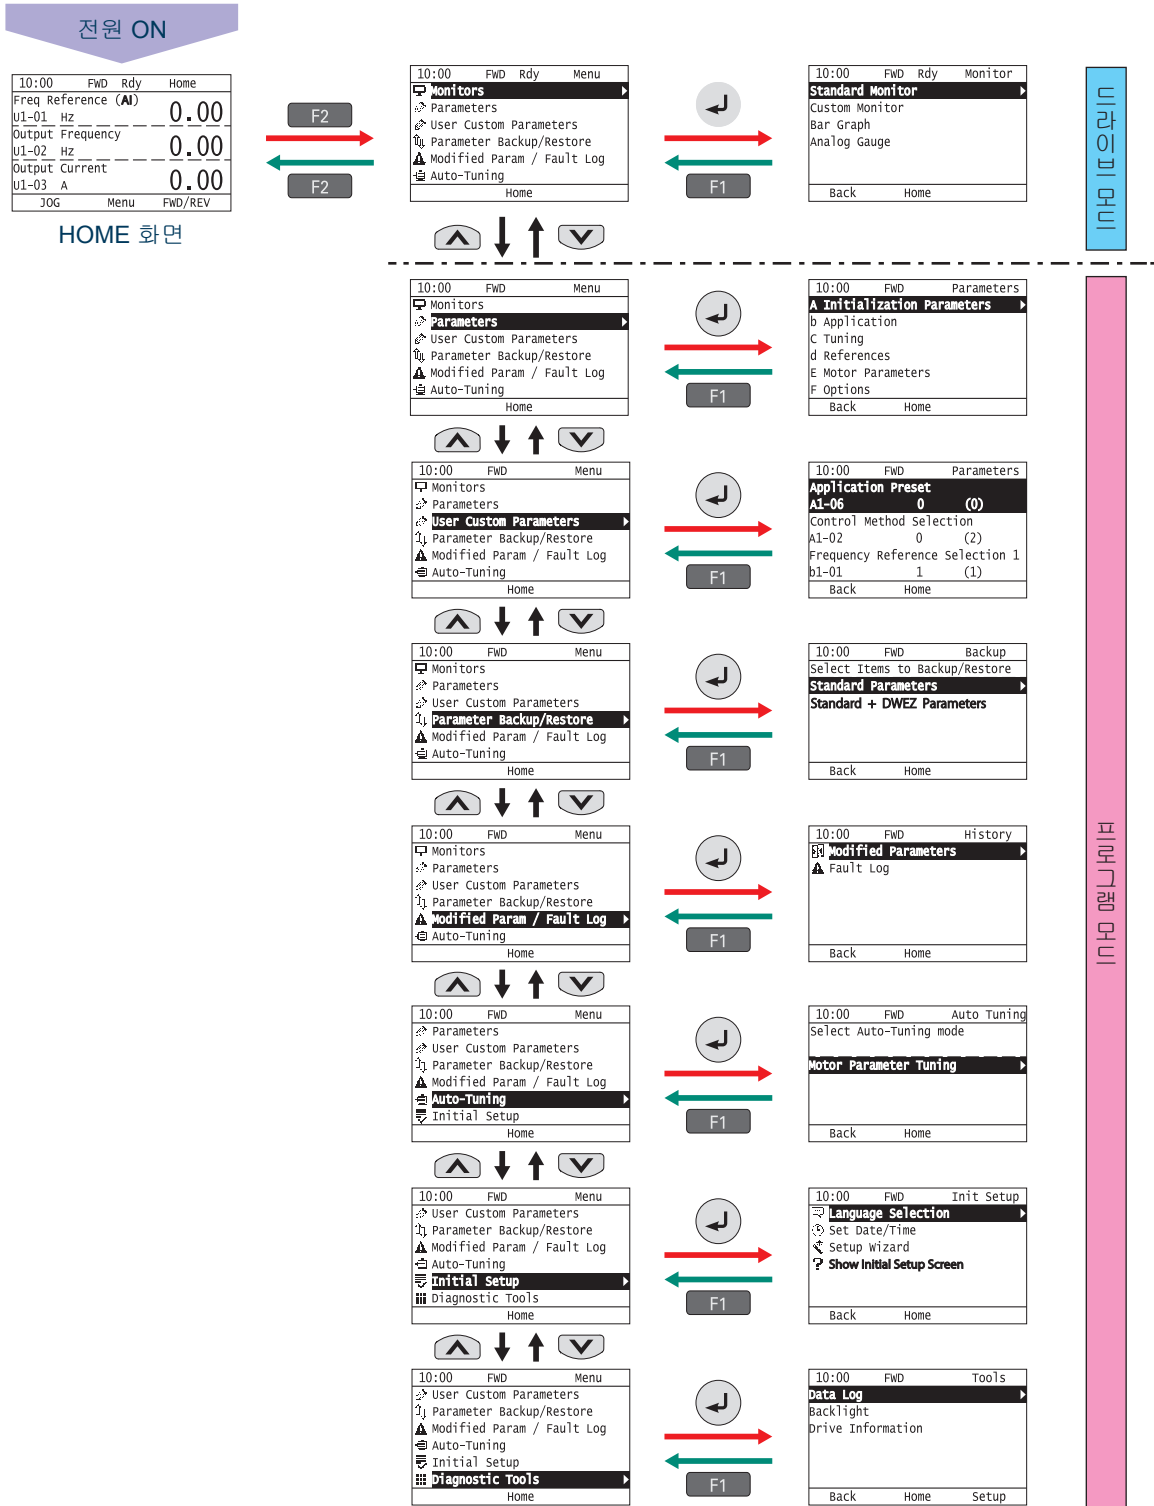 전원 ON
10:00 FWD Rdy Home
Freq Reference (AI)
U1-01 Hz 0.00
Output Frequency
U1-02 Hz 0.00
Output Current
U1-03 A 0.00
JOG Menu FWD/REV
HOME 화면
F2
F2
10:00 FWD Rdy Menu
Monitors
Parameters
User Custom Parameters
Parameter Backup/Restore
Modified Param / Fault Log
Auto-Tuning
Home
F1
10:00 FWD Rdy Monitor
Standard Monitor
Custom Monitor
Bar Graph
Analog Gauge
Back Home
드라이브 모드
10:00 FWD Menu
Monitors
Parameters
User Custom Parameters
Parameter Backup/Restore
Modified Param / Fault Log
Auto-Tuning
Home
F1
10:00 FWD Parameters
A Initialization Parameters
b Application
C Tuning
d References
E Motor Parameters
F Options
Back Home
10:00 FWD Menu
Monitors
Parameters
User Custom Parameters
Parameter Backup/Restore
Modified Param / Fault Log
Auto-Tuning
Home
F1
10:00 FWD Parameters
Application Preset
A1-06 0 (0)
Control Method Selection
A1-02 0 (2)
Frequency Reference Selection 1
b1-01 1 (1)
Back Home
10:00 FWD Menu
Monitors
Parameters
User Custom Parameters
Parameter Backup/Restore
Modified Param / Fault Log
Auto-Tuning
Home
F1
10:00 FWD Backup
Select Items to Backup/Restore
Standard Parameters
Standard + DWEZ Parameters
Back Home
10:00 FWD Menu
Monitors
Parameters
User Custom Parameters
Parameter Backup/Restore
Modified Param / Fault Log
Auto-Tuning
Home
F1
10:00 FWD History
Modified Parameters
Fault Log
Back Home
10:00 FWD Menu
Parameters
User Custom Parameters
Parameter Backup/Restore
Modified Param / Fault Log
Auto-Tuning
Initial Setup
Home
F1
10:00 FWD Auto Tuning
Select Auto-Tuning mode
Motor Parameter Tuning
Back Home
10:00 FWD Menu
User Custom Parameters
Parameter Backup/Restore
Modified Param / Fault Log
Auto-Tuning
Initial Setup
Diagnostic Tools
Home
F1
10:00 FWD Init Setup
Language Selection
Set Date/Time
Setup Wizard
Show Initial Setup Screen
Back Home
10:00 FWD Menu
User Custom Parameters
Parameter Backup/Restore
Modified Param / Fault Log
Auto-Tuning
Initial Setup
Diagnostic Tools
Home
F1
10:00 FWD Tools
Data Log
Backlight
Drive Information
Back Home Setup
프로그램 모드